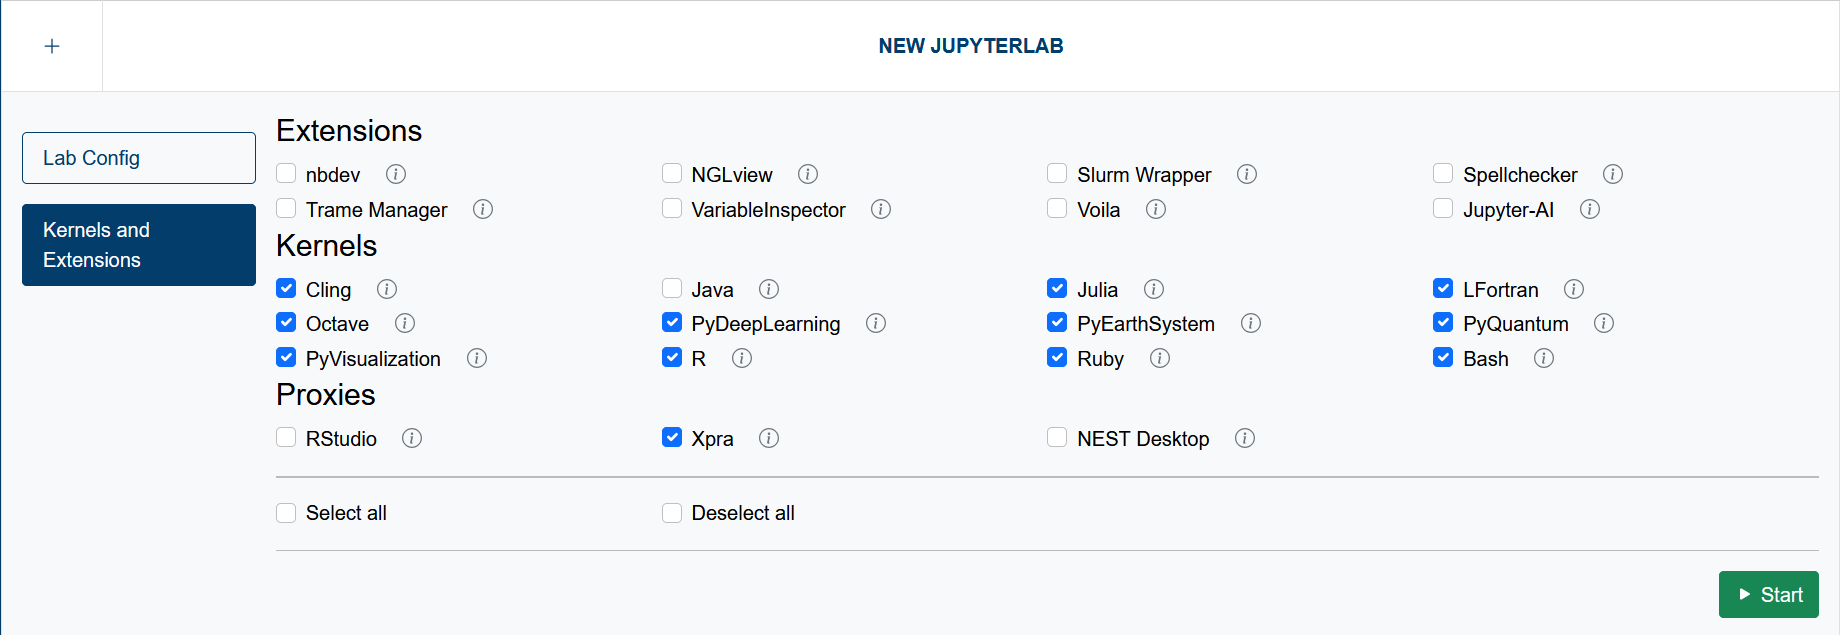 +
NEW JUPYTERLAB
Lab Config
Kernels and
Extensions
Extensions
nbdev NGLview Slurm Wrapper Spellchecker
Trame Manager VariableInspector Voila Jupyter-AI
Kernels
Cling Java Julia LFortran
Octave PyDeepLearning PyEarthSystem PyQuantum
PyVisualization R Ruby Bash
Proxies
RStudio Xpra NEST Desktop
Select all Deselect all
Start